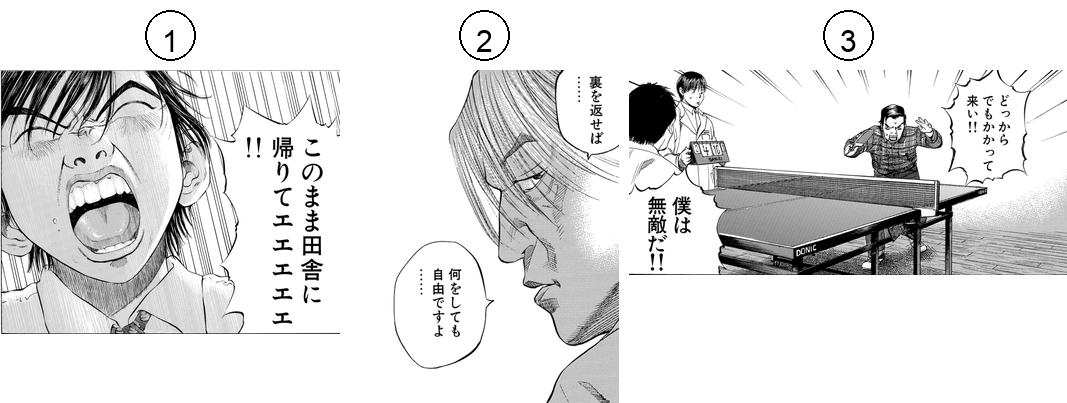 1
このまま田舎に
帰りてエエエエエ
!!
2
裏を返せば
……
何をしても
自由ですよ
……
3
どっから
でもかかって
来い!!
僕は
無敵だ!!
DONIC